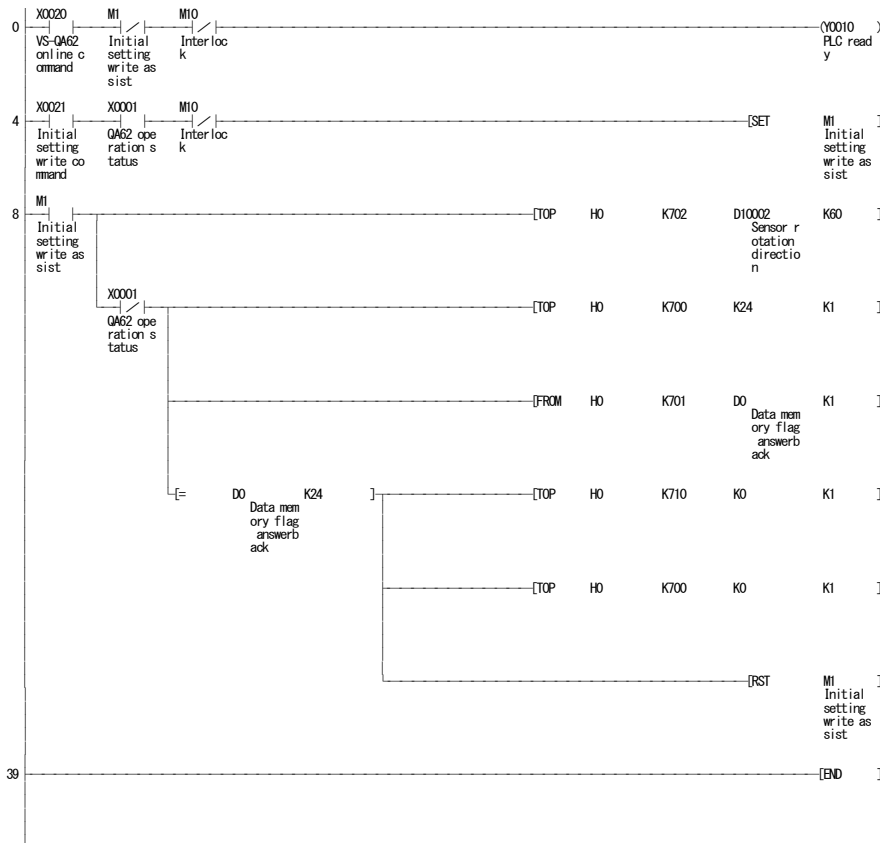 X0020 M1 M10
0 (Y0010 )
VS-QA62 Initial Interloc PLC read
online c setting k y
ommand write as
sist
X0021 X0001 M10
4 [SET M1 ]
Initial QA62 ope Interloc Initial
setting ration s k setting
write co tatus write as
mmand sist
M1
8 [TOP H0 K702 D10002 K60 ]
Initial Sensor r
setting otation
write as directio
sist n
X0001
[TOP H0 K700 K24 K1 ]
QA62 ope
ration s
tatus
[FROM H0 K701 D0 K1 ]
Data mem
ory flag
answerb
ack
[= D0 K24 ] [TOP H0 K710 K0 K1 ]
Data mem
ory flag
answerb
ack
[TOP H0 K700 K0 K1 ]
[RST M1 ]
Initial
setting
write as
sist
39 [END ]